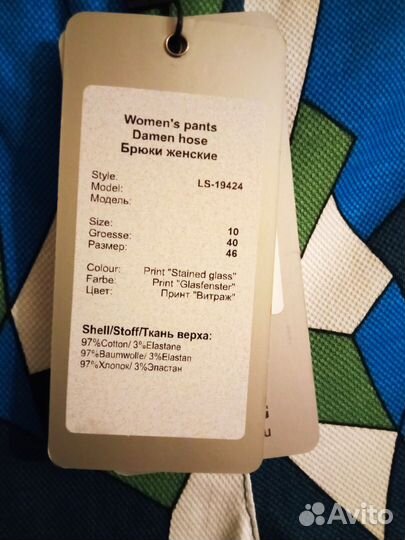 Women's pants
Damen hose
Брюки женские
Style:
Model: LS-19424
Модель:
Size: 10
Groesse: 40
Размер: 46
Colour: Print "Stained glass"
Farbe: Print "Glasfenster"
Цвет: Принт "Витраж"
Shell/Stoff/Ткань верха:
97%Cotton/ 3%Elastane
97%Baumwolle/ 3%Elastan
97%Хлопок/ 3%Эластан
Avito